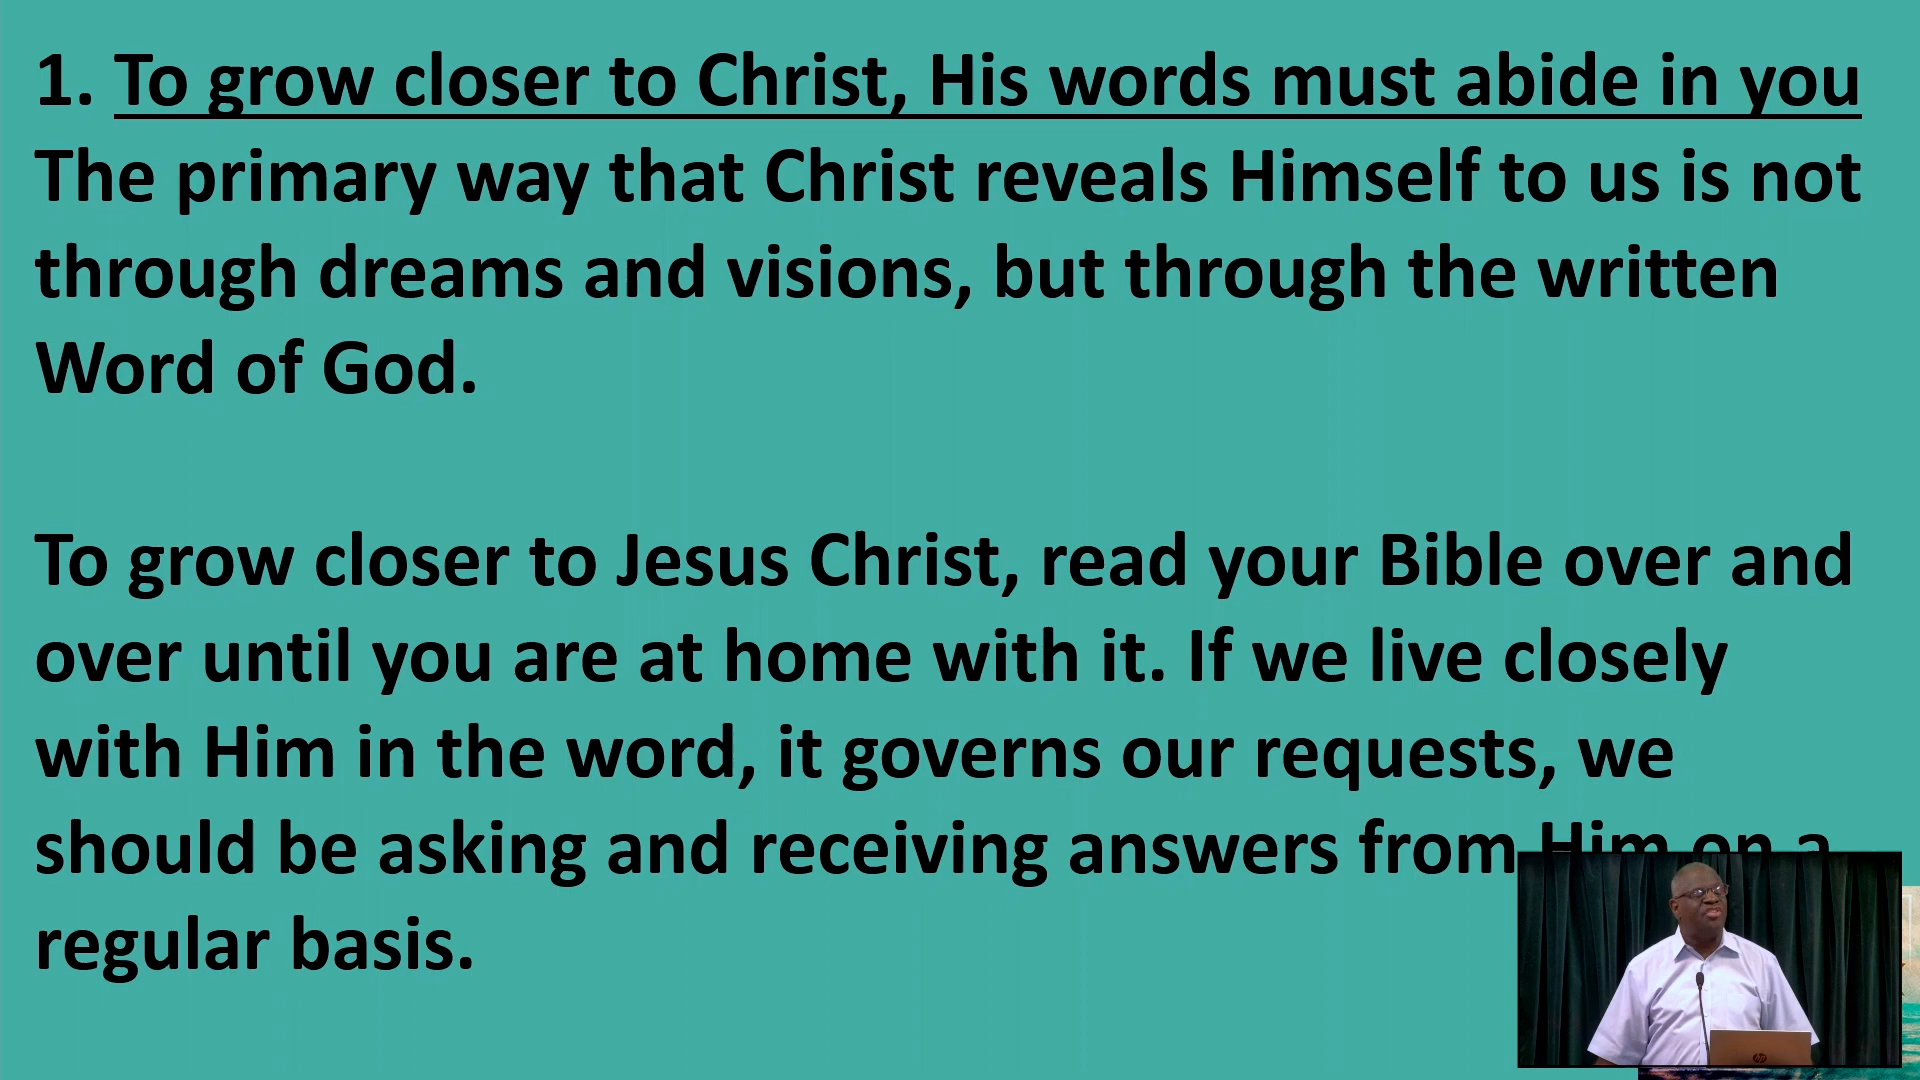 1. To grow closer to Christ, His words must abide in you
The primary way that Christ reveals Himself to us is not
through dreams and visions, but through the written
Word of God.
To grow closer to Jesus Christ, read your Bible over and
over until you are at home with it. If we live closely
with Him in the word, it governs our requests, we
should be asking and receiving answers from Him on a
regular basis.
hp